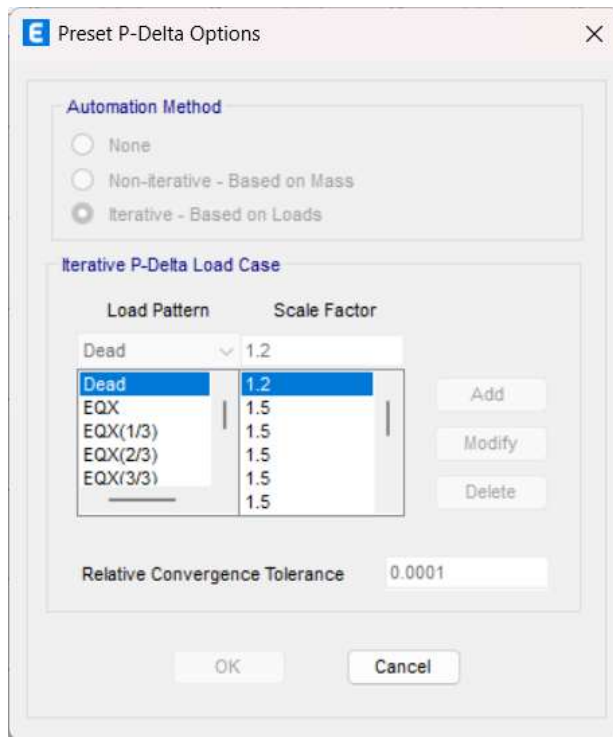 E Preset P-Delta Options
Automation Method
None
Non-iterative - Based on Mass
Iterative - Based on Loads
Iterative P-Delta Load Case
Load Pattern Scale Factor
Dead 1.2
Dead 1.2
EQX 1.5
EQX(1/3) 1.5
EQX(2/3) 1.5
EQX(3/3) 1.5
1.5
Add
Modify
Delete
Relative Convergence Tolerance 0.0001
OK Cancel